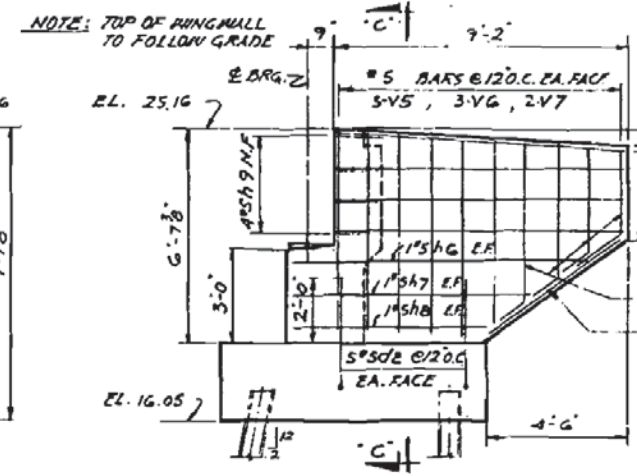 NOTE: TOP OF WINGWALL
TO FOLLOW GRADE
9"
"C"
9'-2"
℄ BRG.
#5 BARS @12"O.C. EA. FACE
3-V5 , 3-V6 , 2-V7
EL. 25.16
6'-7⅞"
4#5h9 N.F.
3'-0"
2'-0"
1#5h6 E.F.
1#5h7 E.F.
1#5h8 E.F.
5#5d2 @12"O.C.
EA. FACE
EL. 16.05
12
2
"C"
4'-6"